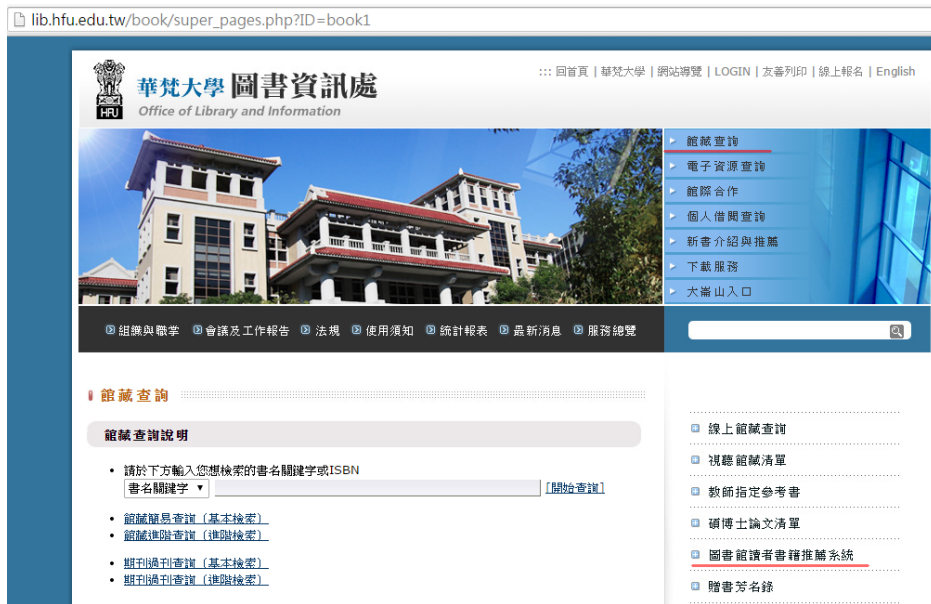 lib.hfu.edu.tw/book/super_pages.php?ID=book1
::: 回首頁 | 華梵大學 | 網站導覽 | LOGIN | 友善列印 | 線上報名 | English
HFU
華梵大學 圖書資訊處
Office of Library and Information
館藏查詢
電子資源查詢
館際合作
個人借閱查詢
新書介紹與推薦
下載服務
大崙山入口
組織與職掌 會議及工作報告 法規 使用須知 統計報表 最新消息 服務總覽
館藏查詢
館藏查詢說明
請於下方輸入您想檢索的書名關鍵字或ISBN
書名關鍵字 ▼ [開始查詢]
館藏簡易查詢（基本檢索）
館藏進階查詢（進階檢索）
期刊過刊查詢（基本檢索）
期刊過刊查詢（進階檢索）
線上館藏查詢
視聽館藏清單
教師指定參考書
碩博士論文清單
圖書館讀者書籍推薦系統
贈書芳名錄